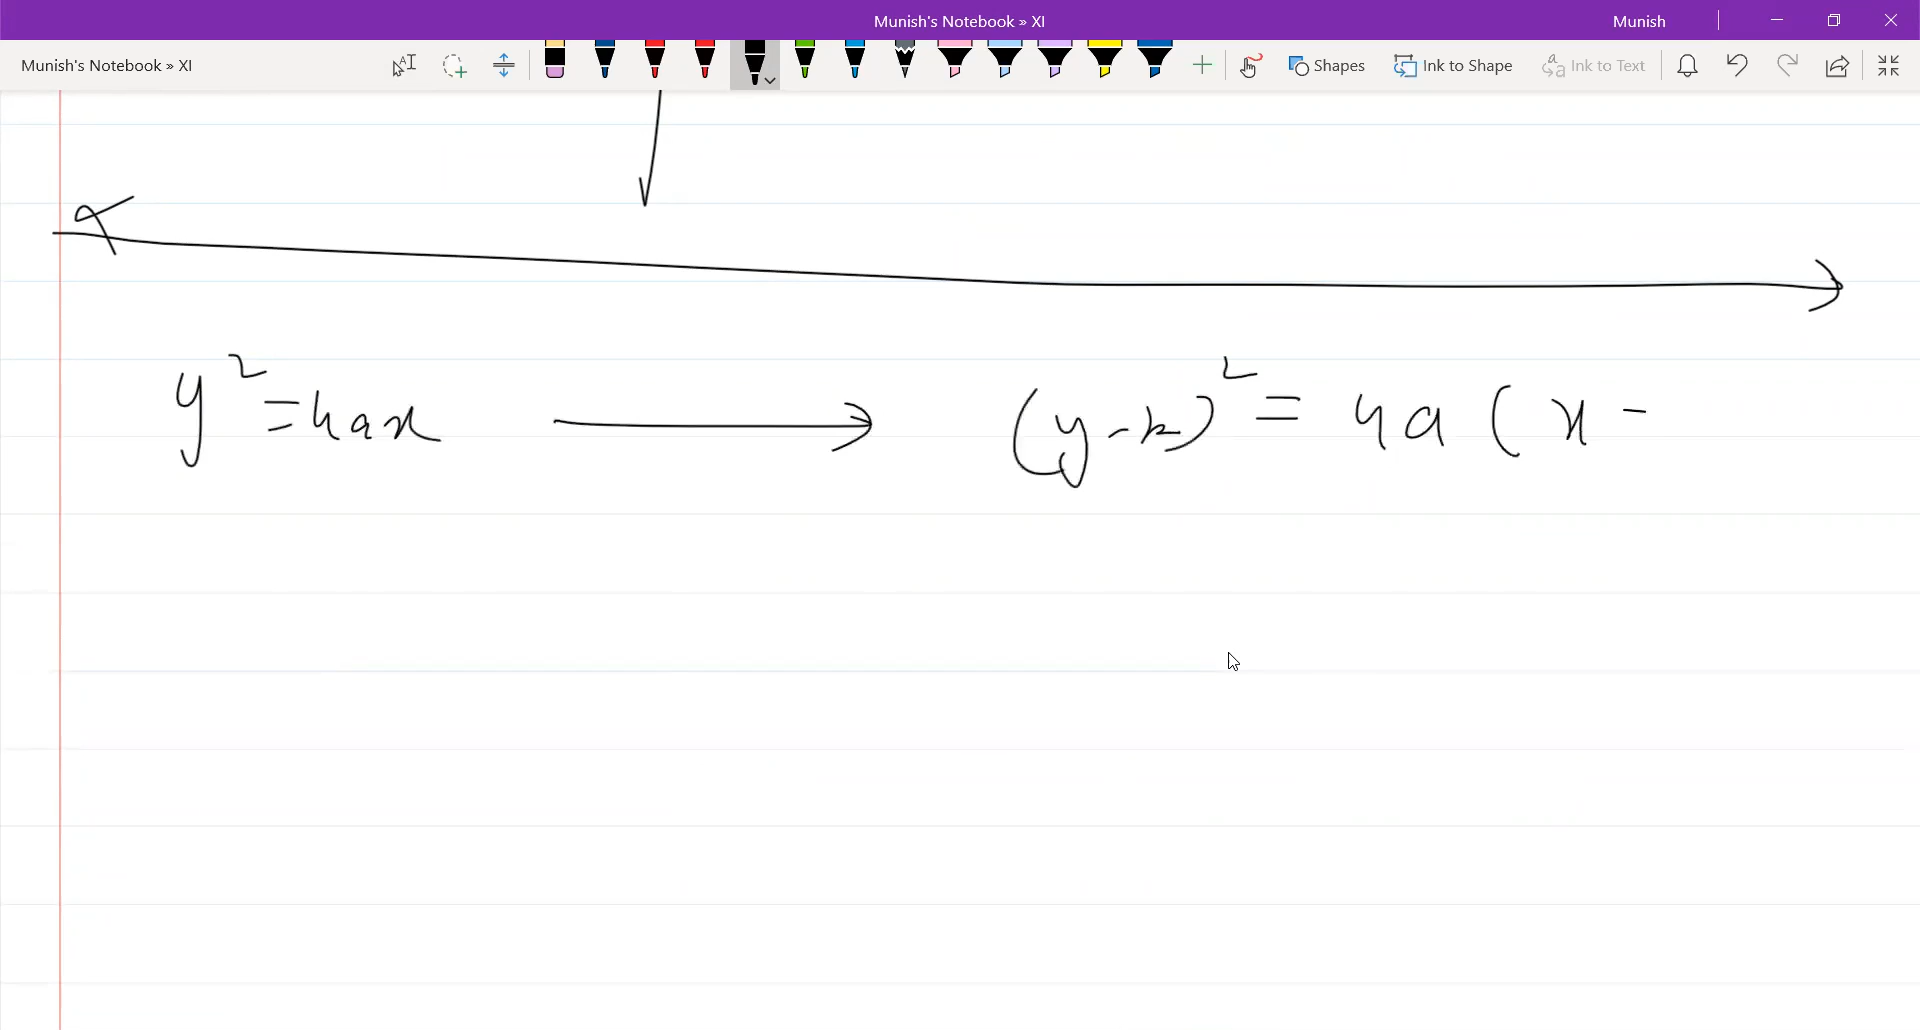 Munish's Notebook » XI
Munish
Munish's Notebook » XI
Shapes
Ink to Shape
Ink to Text
y² = 4ax → (y-k)² = 4a (x -